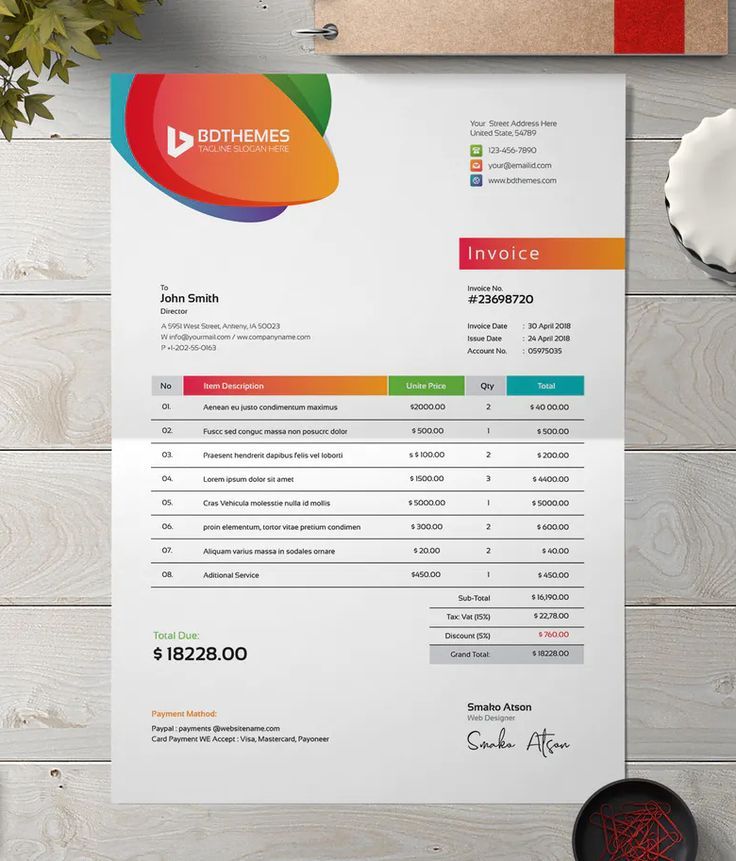 BDTHEMES
TAGLINE SLOGAN HERE
Your Street Address Here
United State, 54789
123-456-7890
your@emailid.com
www.bdthemes.com
Invoice
To
John Smith
Director
A 5951 West Street, Antieny, IA 50023
W info@yourmail.com / ww.companyname.com
P +1-202-55-0163
Invoice No.
#23698720
Invoice Date : 30 April 2018
Issue Date : 24 April 2018
Account No. : 05975035
No Item Description Unite Price Qty Total
01. Aenean eu justo condimentum maximus $2000.00 2 $ 40 00.00
02. Fuscc sed conguc massa non posucrc dolor $ 500.00 1 $ 500.00
03. Praesent hendrerit dapibus felis vel loborti s $ 100.00 2 $ 200.00
04. Lorem ipsum dolor sit amet $ 1500.00 3 $ 4400.00
05. Cras Vehicula molesstie nulla id mollis $ 5000.00 1 $ 5000.00
06. proin elementum, tortor vitae pretium condimen $ 300.00 2 $ 600.00
07. Aliquam varius massa in sodales ornare $ 20.00 2 $ 40.00
08. Aditional Service $450.00 1 $ 450.00
Sub-Total $ 16,190.00
Tax: Vat (15%) $ 22,78.00
Discount (5%) $ 760.00
Grand Total: $ 18228.00
Total Due:
$ 18228.00
Payment Mathod:
Paypal : payments @websitename.com
Card Payment WE Accept : Visa, Mastercard, Payoneer
Smako Atson
Web Designer
Smako Atson